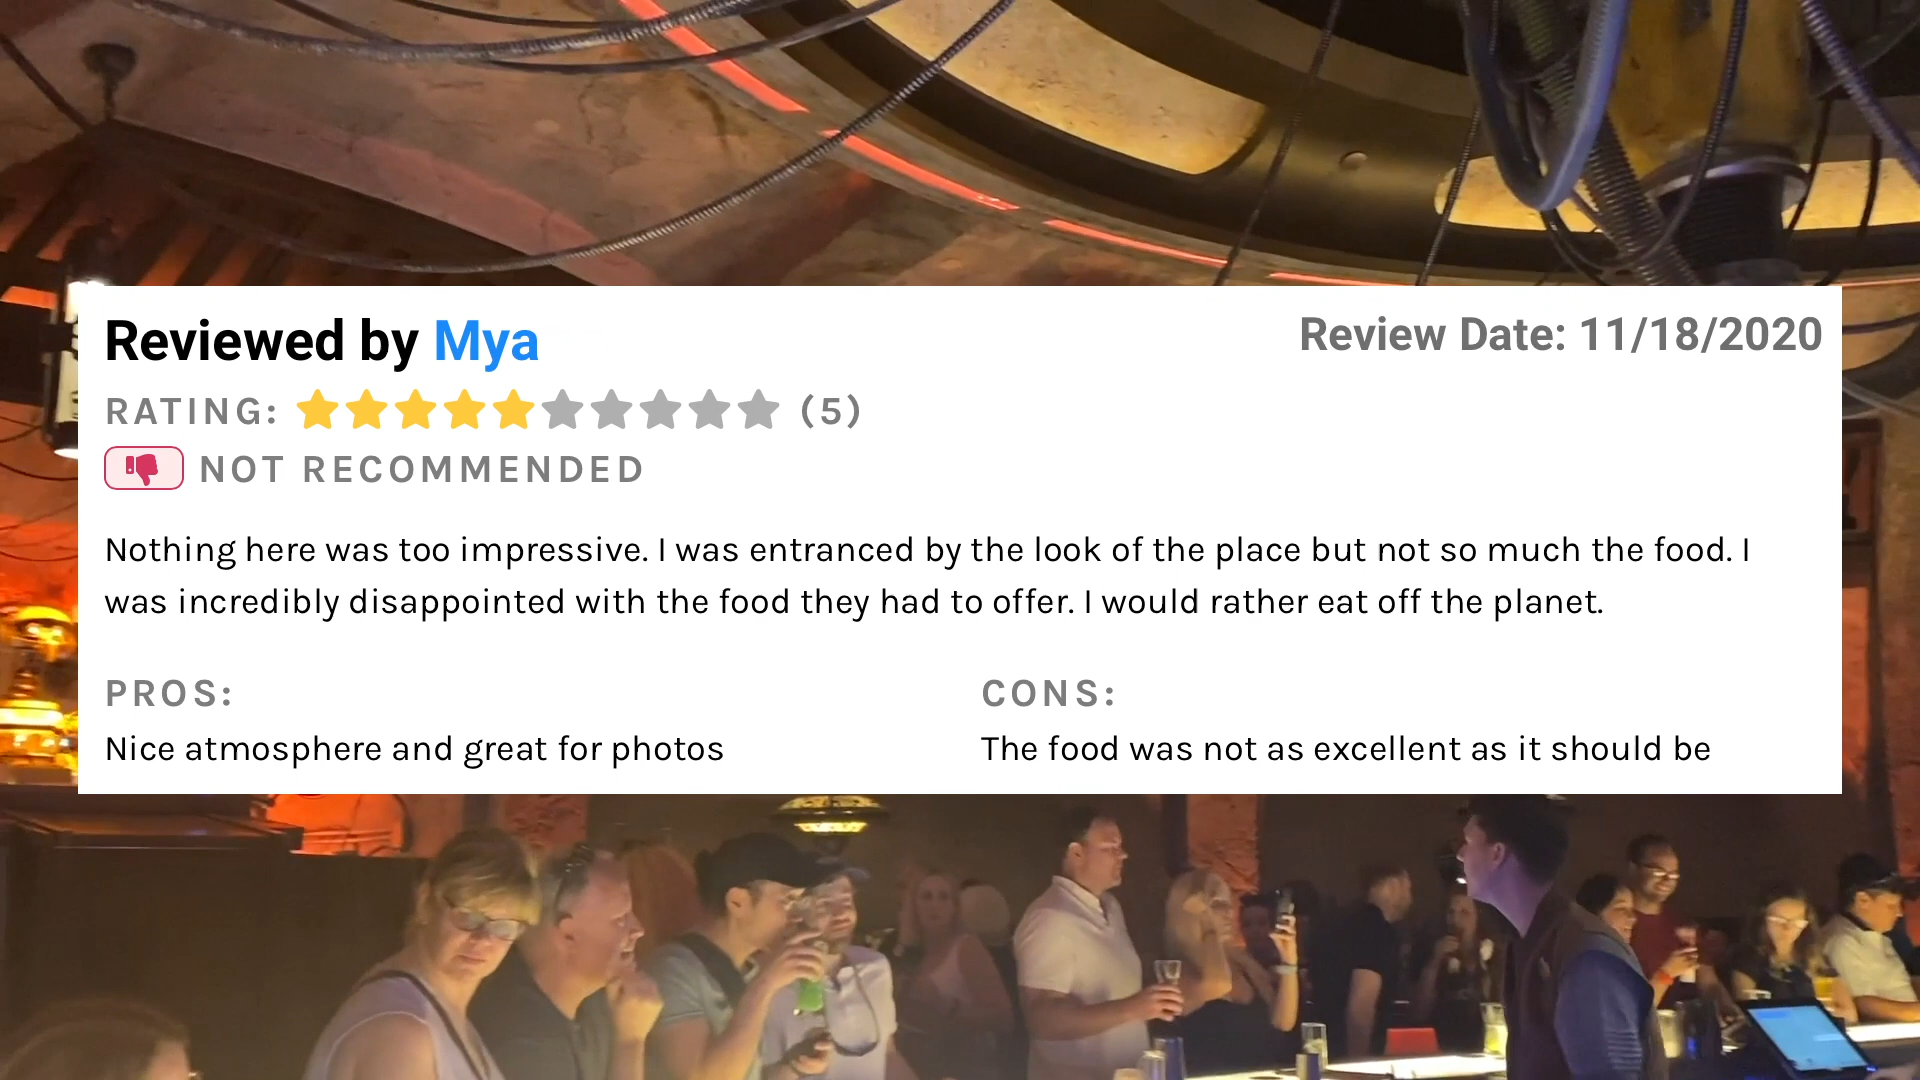 Reviewed by Mya
Review Date: 11/18/2020
RATING: (5)
NOT RECOMMENDED
Nothing here was too impressive. I was entranced by the look of the place but not so much the food. I
was incredibly disappointed with the food they had to offer. I would rather eat off the planet.
PROS:
Nice atmosphere and great for photos
CONS:
The food was not as excellent as it should be